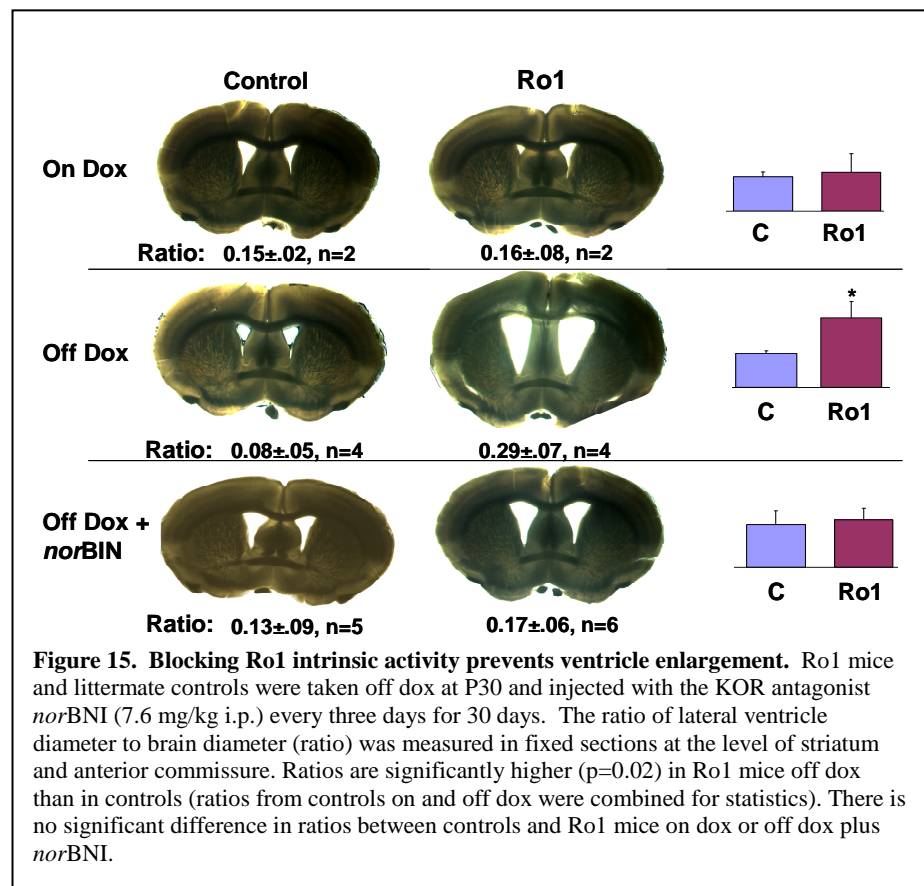 Control Ro1
On Dox
C Ro1
Ratio: 0.15±.02, n=2 0.16±.08, n=2
*
Off Dox
C Ro1
Ratio: 0.08±.05, n=4 0.29±.07, n=4
Off Dox +
norBIN
C Ro1
Ratio: 0.13±.09, n=5 0.17±.06, n=6
Figure 15. Blocking Ro1 intrinsic activity prevents ventricle enlargement. Ro1 mice
and littermate controls were taken off dox at P30 and injected with the KOR antagonist
norBNI (7.6 mg/kg i.p.) every three days for 30 days. The ratio of lateral ventricle
diameter to brain diameter (ratio) was measured in fixed sections at the level of striatum
and anterior commissure. Ratios are significantly higher (p=0.02) in Ro1 mice off dox
than in controls (ratios from controls on and off dox were combined for statistics). There is
no significant difference in ratios between controls and Ro1 mice on dox or off dox plus
norBNI.